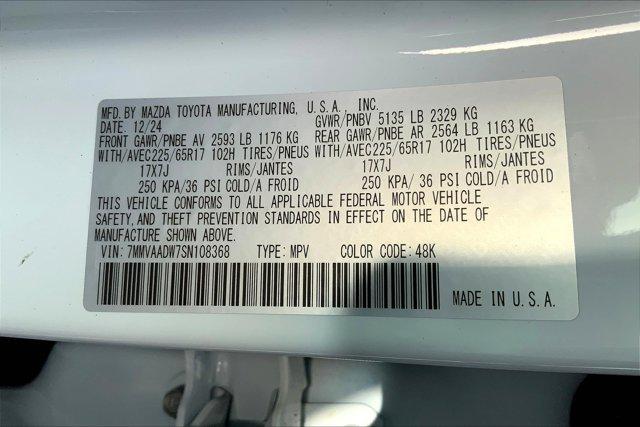 MFD. BY MAZDA TOYOTA MANUFACTURING, U.S.A., INC.
DATE. 12/24 GVWR/PNBV 5135 LB 2329 KG
FRONT GAWR/PNBE AV 2593 LB 1176 KG REAR GAWR/PNBE AR 2564 LB 1163 KG
WITH/AVEC225/65R17 102H TIRES/PNEUS WITH/AVEC225/65R17 102H TIRES/PNEUS
17X7J RIMS/JANTES 17X7J RIMS/JANTES
250 KPA/36 PSI COLD/A FROID 250 KPA/36 PSI COLD/A FROID
THIS VEHICLE CONFORMS TO ALL APPLICABLE FEDERAL MOTOR VEHICLE
SAFETY, AND THEFT PREVENTION STANDARDS IN EFFECT ON THE DATE OF
MANUFACTURE SHOWN ABOVE.
VIN: 7MMVAADW7SN108368 TYPE: MPV COLOR CODE: 48K
MADE IN U.S.A.